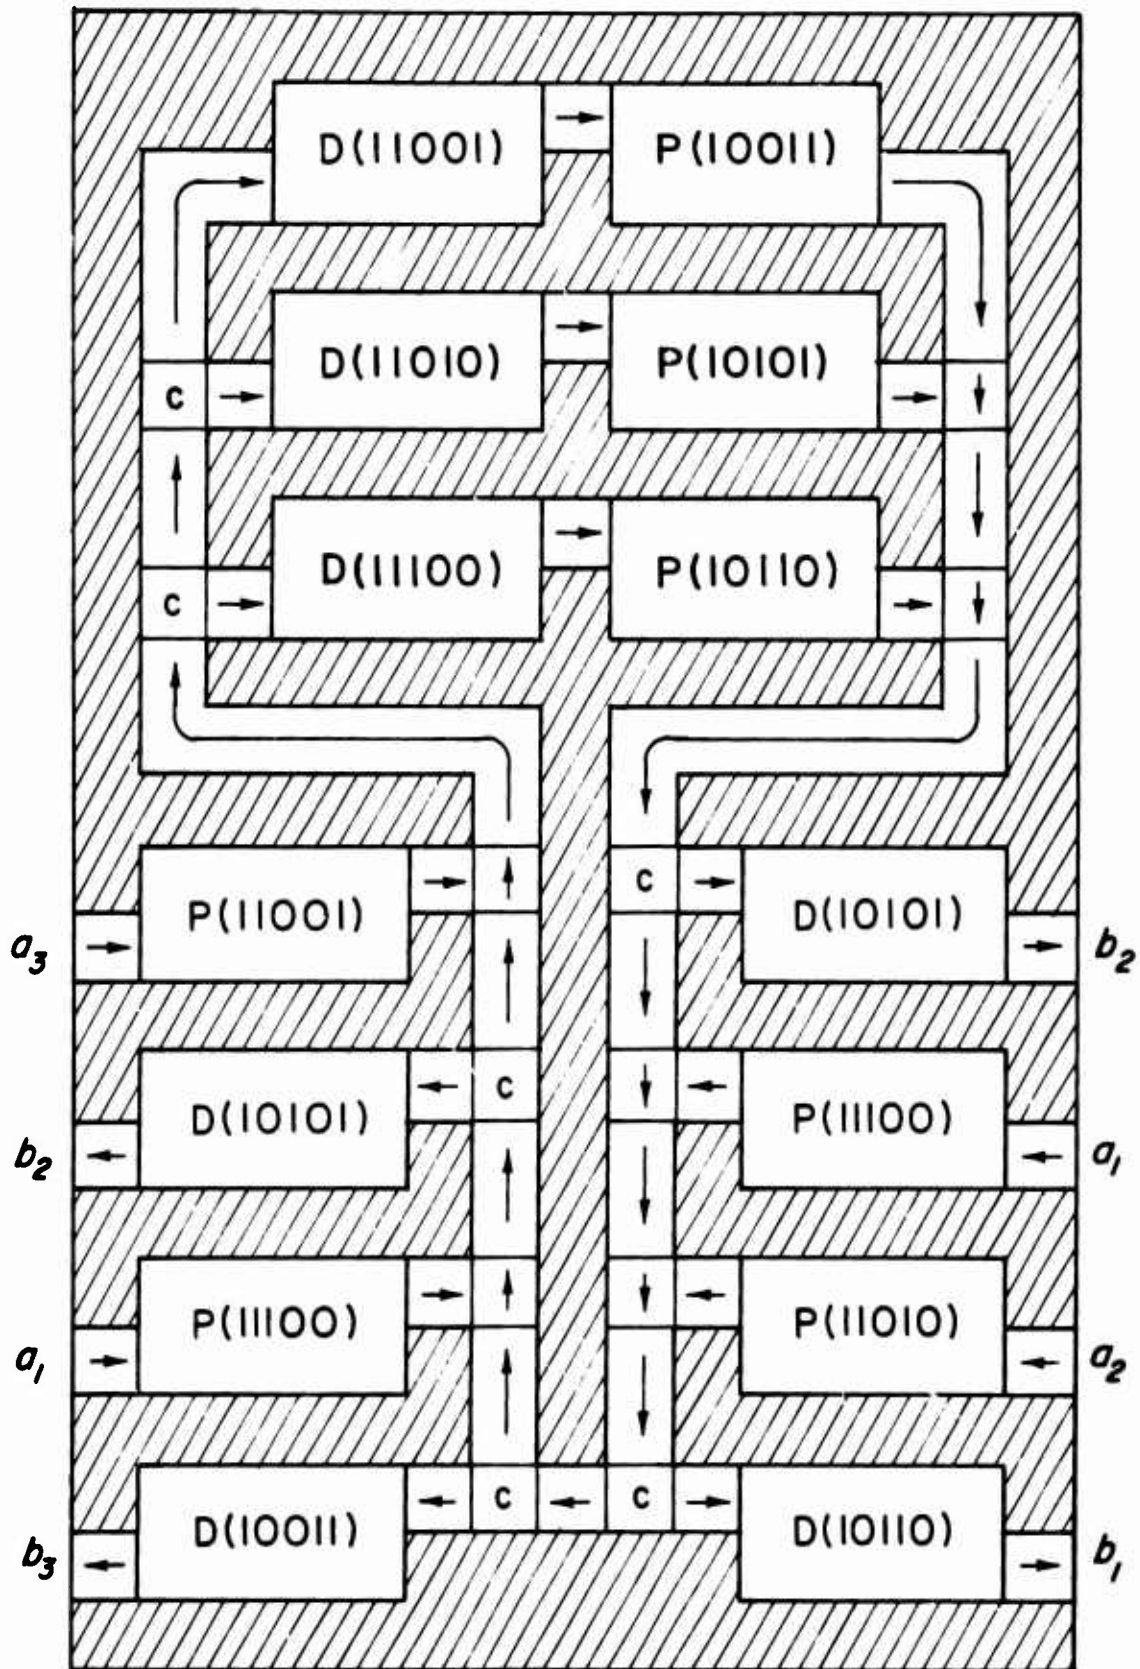 D(11001) P(10011)
D(11010) P(10101)
c
D(11100) P(10110)
c
P(11001) c D(10101)
a3 b2
D(10101) c P(11100)
b2 a1
P(11100) P(11010)
a1 a2
D(10011) c c D(10110)
b3 b1